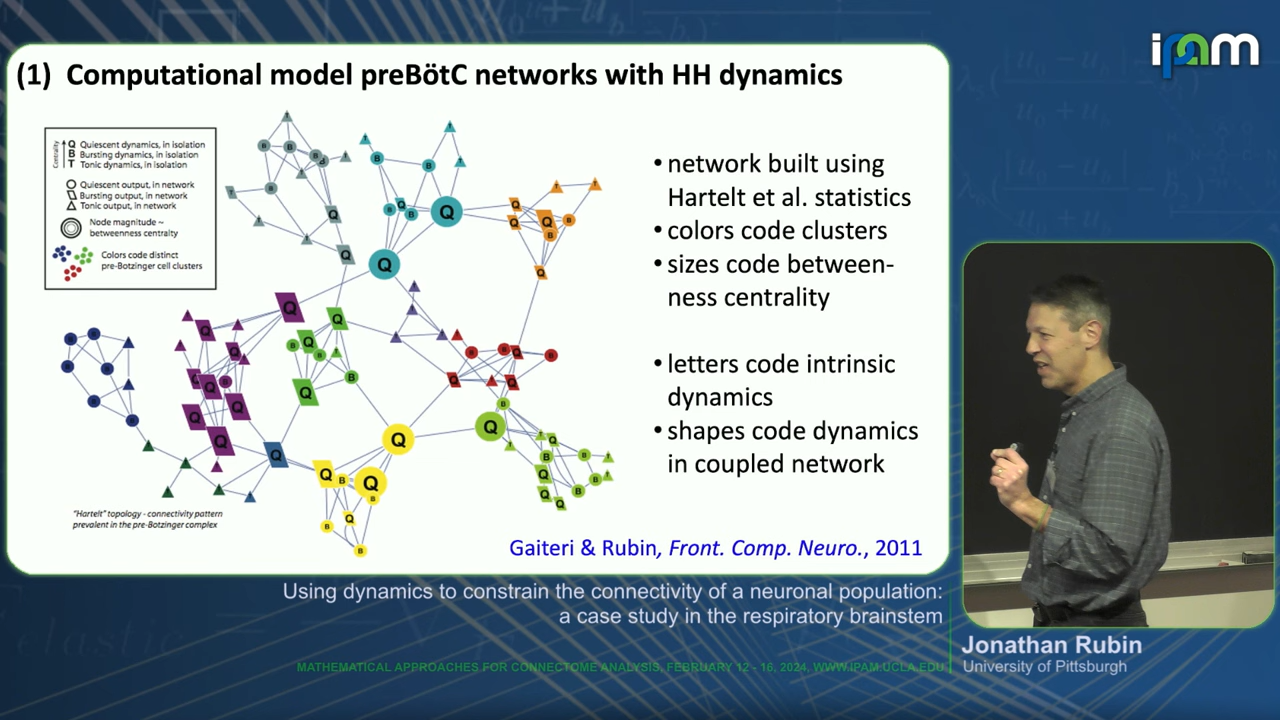 ipam
(1) Computational model preBötC networks with HH dynamics
Centrality
Q Quiescent dynamics, in isolation
B Bursting dynamics, in isolation
T Tonic dynamics, in isolation
Quiescent output, in network
Bursting output, in network
Tonic output, in network
Node magnitude ~
betweenness centralty
Colors code distinct
pre-Botzinger cell clusters
• network built using
Hartelt et al. statistics
• colors code clusters
• sizes code between-
ness centrality
• letters code intrinsic
dynamics
• shapes code dynamics
in coupled network
"Hartelt" topology - connectivity pattern
prevalent in the pre-Botzinger complex
Gaiteri & Rubin, Front. Comp. Neuro., 2011
Using dynamics to constrain the connectivity of a neuronal population:
a case study in the respiratory brainstem
Jonathan Rubin
University of Pittsburgh
MATHEMATICAL APPROACHES FOR CONNECTOME ANALYSIS, FEBRUARY 12 - 16, 2024, WWW.IPAM.UCLA.EDU